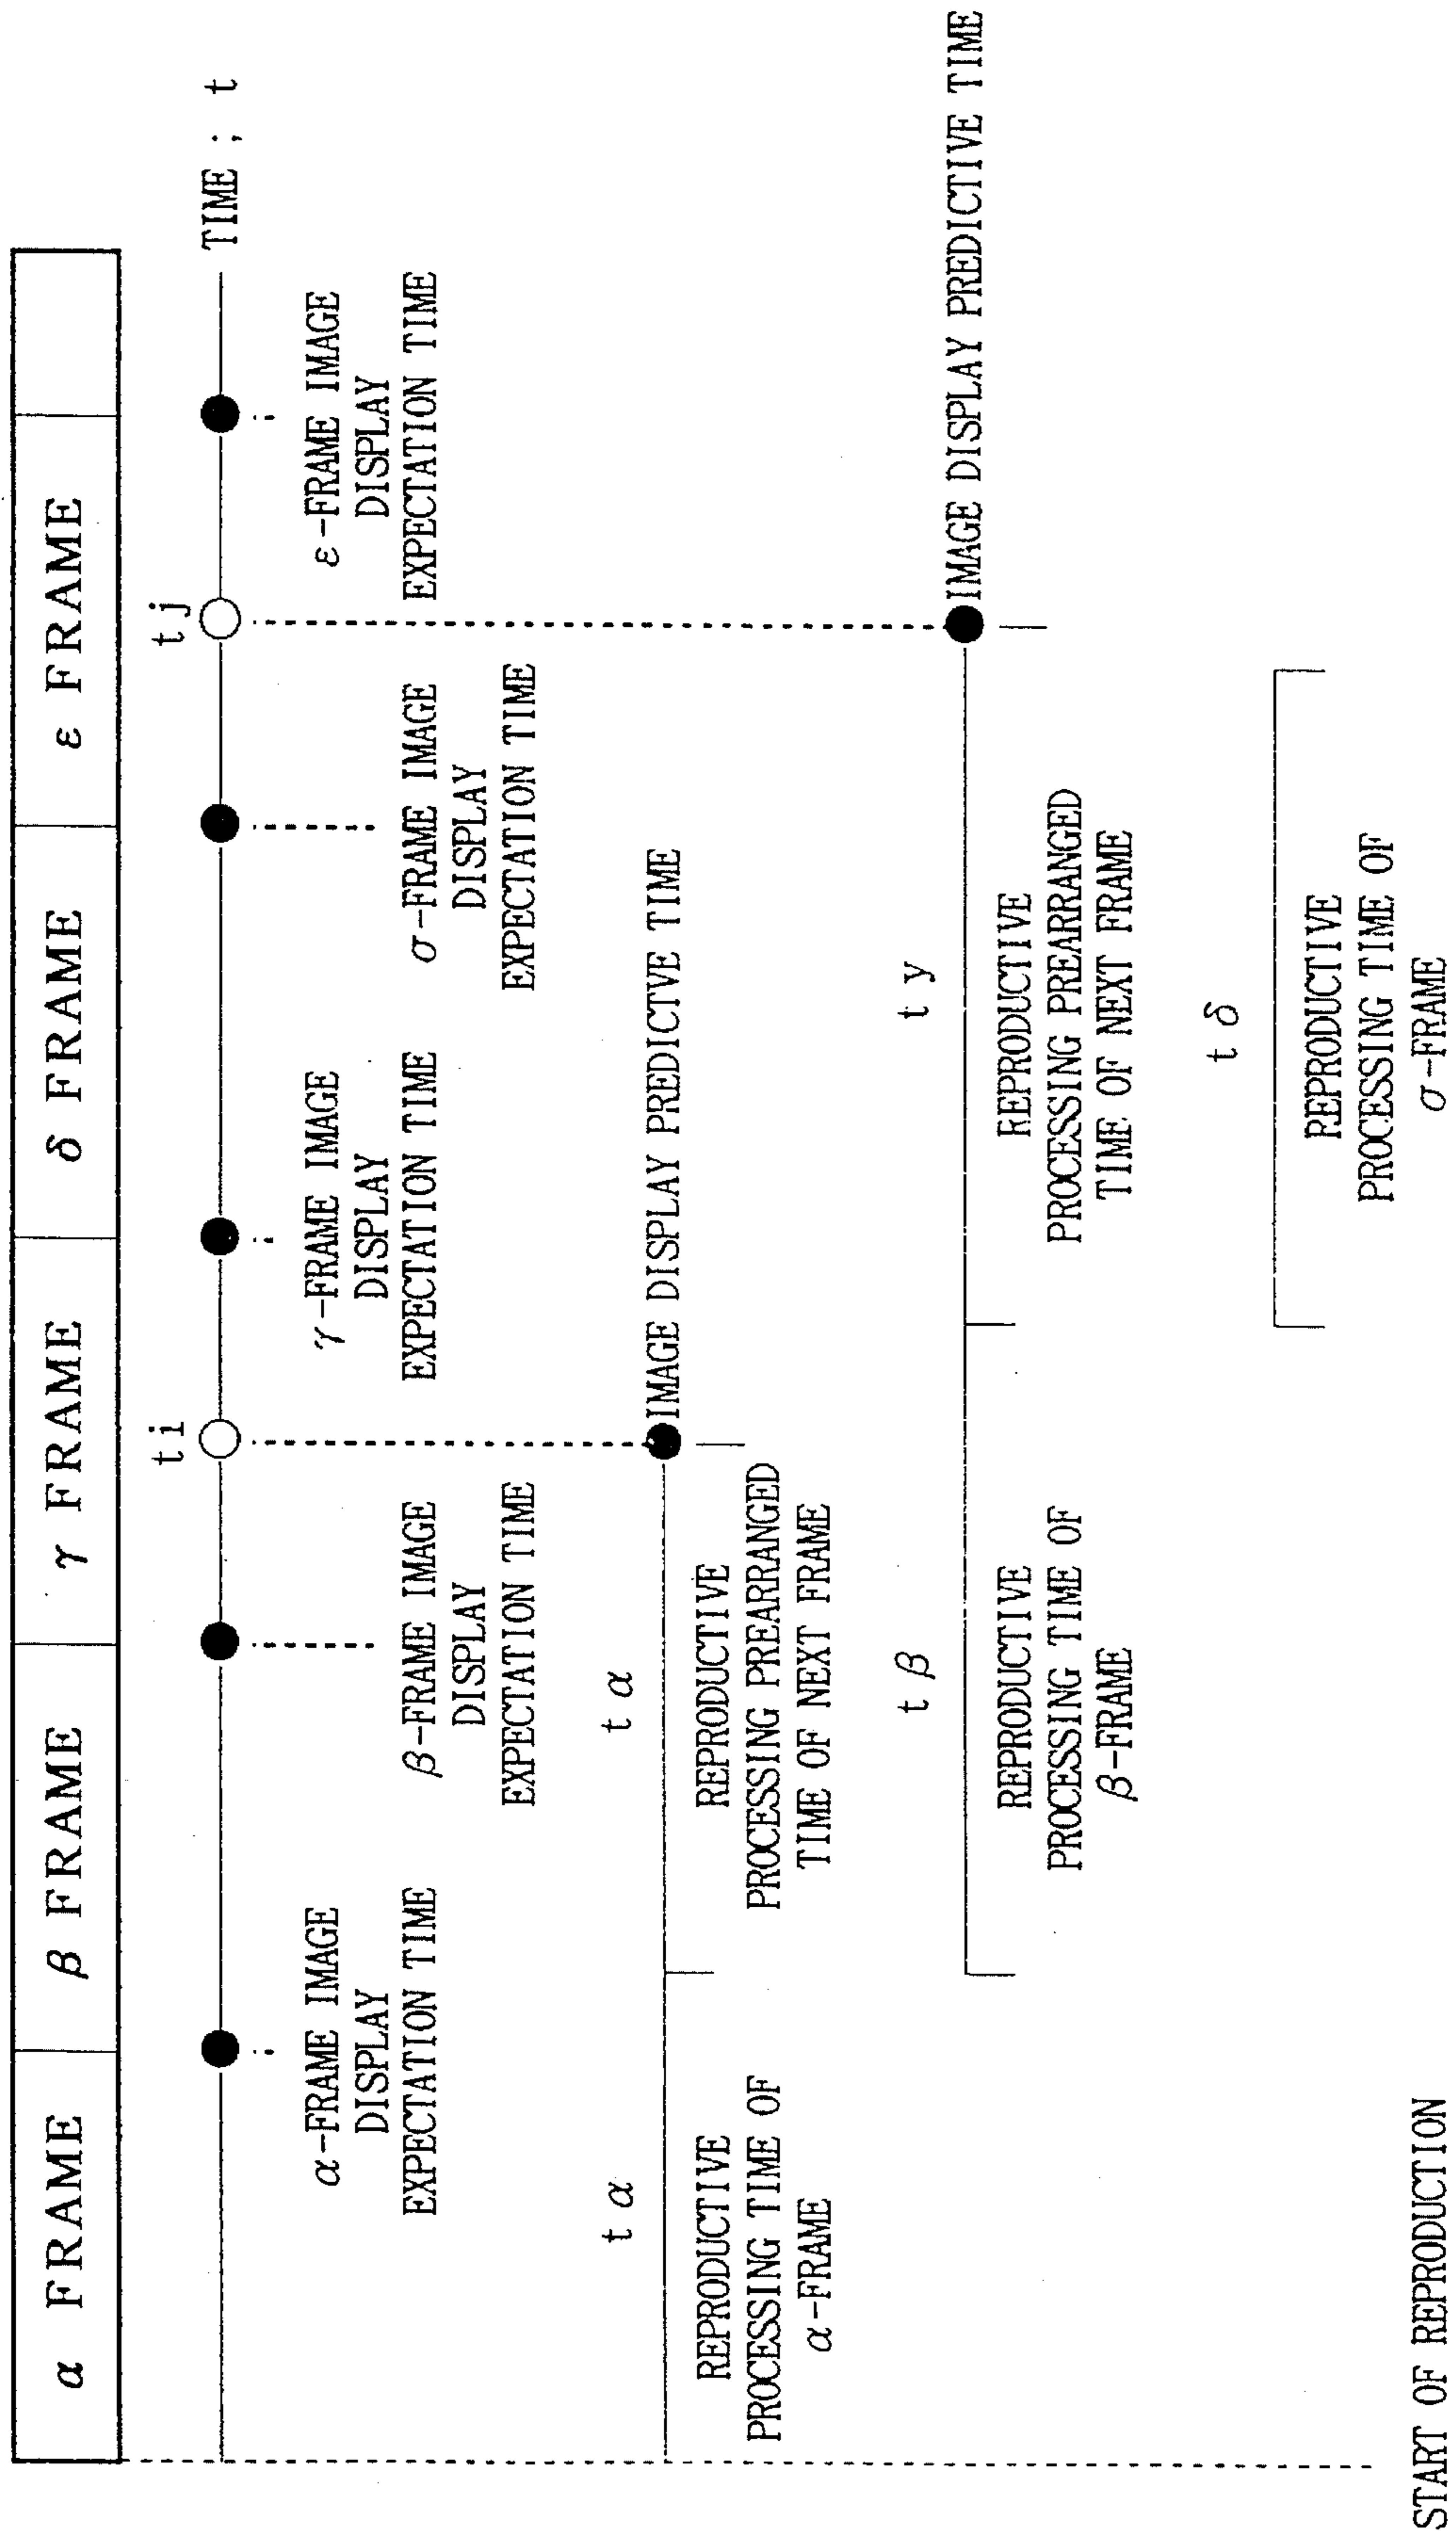 α FRAME
β FRAME
γ FRAME
δ FRAME
ε FRAME
ti
tj
TIME ; t
α-FRAME IMAGE
DISPLAY
EXPECTATION TIME
β-FRAME IMAGE
DISPLAY
EXPECTATION TIME
γ-FRAME IMAGE
DISPLAY
EXPECTATION TIME
σ-FRAME IMAGE
DISPLAY
EXPECTATION TIME
ε-FRAME IMAGE
DISPLAY
EXPECTATION TIME
t α
t α
IMAGE DISPLAY PREDICTVE TIME
REPRODUCTIVE
PROCESSING TIME OF
α-FRAME
REPRODUCTIVE
PROCESSING PREARRANGED
TIME OF NEXT FRAME
t β
t y
IMAGE DISPLAY PREDICTIVE TIME
REPRODUCTIVE
PROCESSING TIME OF
β-FRAME
REPRODUCTIVE
PROCESSING PREARRANGED
TIME OF NEXT FRAME
t δ
REPRODUCTIVE
PROCESSING TIME OF
σ-FRAME
START OF REPRODUCTION